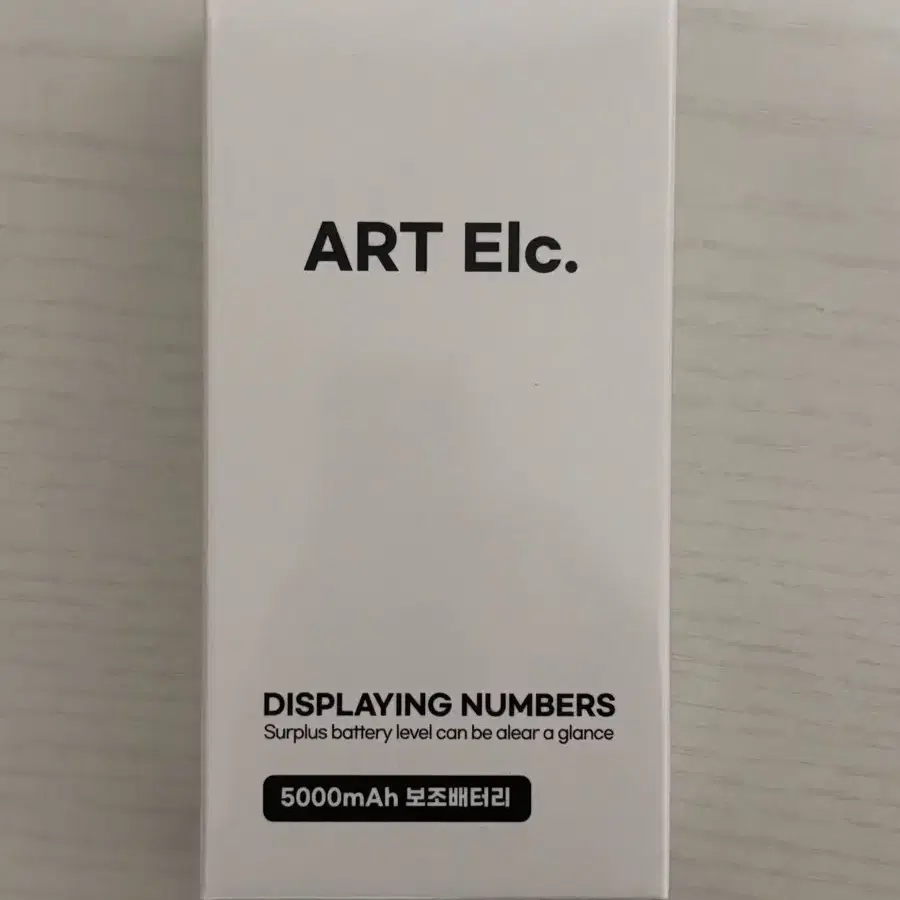 ART Elc.
DISPLAYING NUMBERS
Surplus battery level can be alear a glance
5000mAh 보조배터리